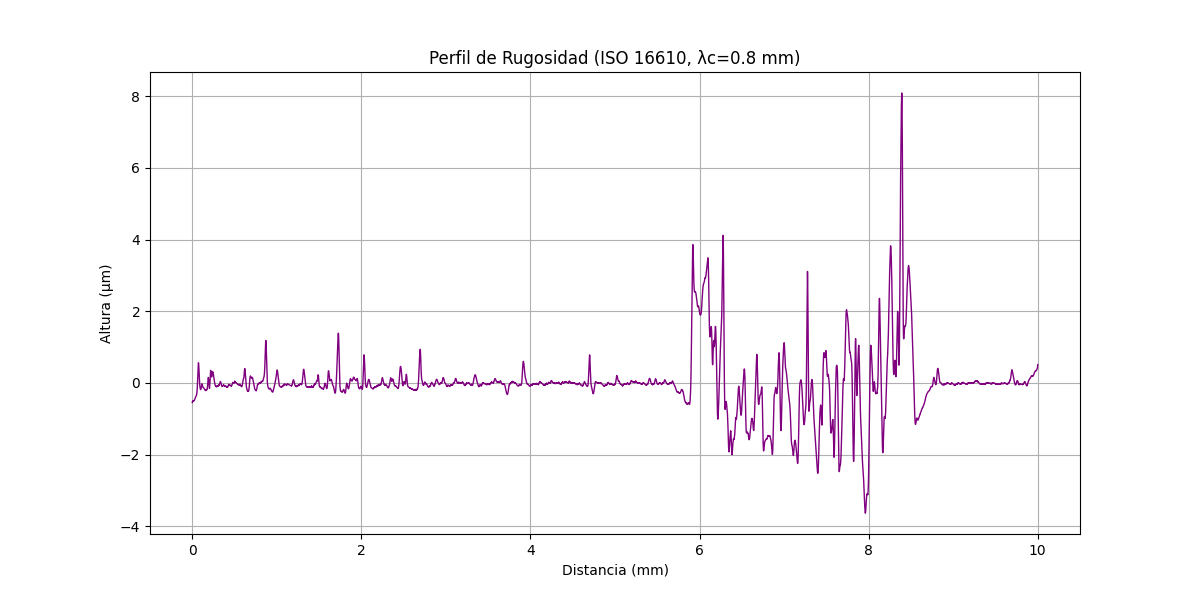 Perfil de Rugosidad (ISO 16610, λc=0.8 mm)
Altura (μm)
8
6
4
2
0
−2
−4
0 2 4 6 8 10
Distancia (mm)